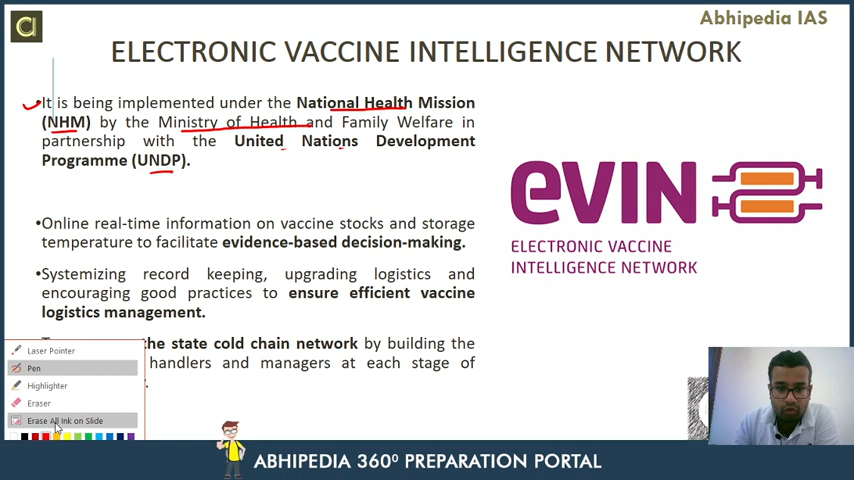 Abhipedia IAS
ELECTRONIC VACCINE INTELLIGENCE NETWORK
•It is being implemented under the National Health Mission
(NHM) by the Ministry of Health and Family Welfare in
partnership with the United Nations Development
Programme (UNDP).
eVIN
ELECTRONIC VACCINE
INTELLIGENCE NETWORK
•Online real-time information on vaccine stocks and storage
temperature to facilitate evidence-based decision-making.
•Systemizing record keeping, upgrading logistics and
encouraging good practices to ensure efficient vaccine
logistics management.
the state cold chain network by building the
handlers and managers at each stage of
Laser Pointer
Pen
Highlighter
Eraser
Erase All Ink on Slide
ABHIPEDIA 360⁰ PREPARATION PORTAL